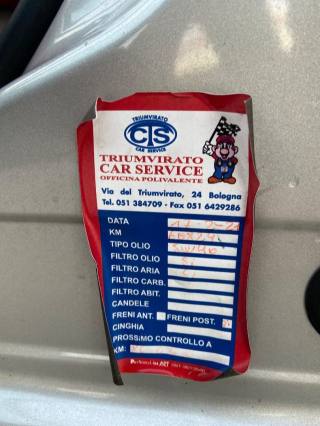 TRIUMVIRATO
CTS
CAR SERVICE
TRIUMVIRATO
CAR SERVICE
OFFICINA POLIVALENTE
Via del Triumvirato, 24 Bologna
Tel. 051 384709 - Fax 051 6429286
DATA
KM
TIPO OLIO
FILTRO OLIO Si
FILTRO ARIA Si
FILTRO CARB.
FILTRO ABIT.
CANDELE
FRENI ANT. FRENI POST.
CINGHIA
PROSSIMO CONTROLLO A
KM: